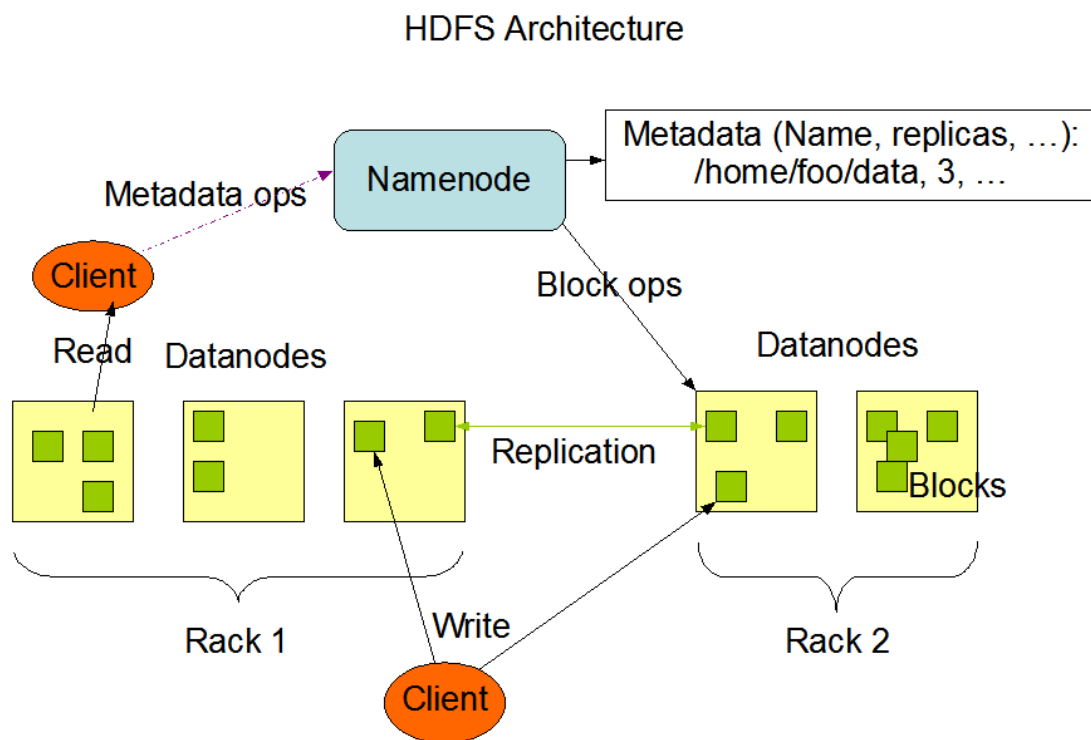 HDFS Architecture
Metadata (Name, replicas, …):
/home/foo/data, 3, …
Namenode
Metadata ops
Client
Block ops
Read
Datanodes
Datanodes
Replication
Blocks
Rack 1
Write
Rack 2
Client